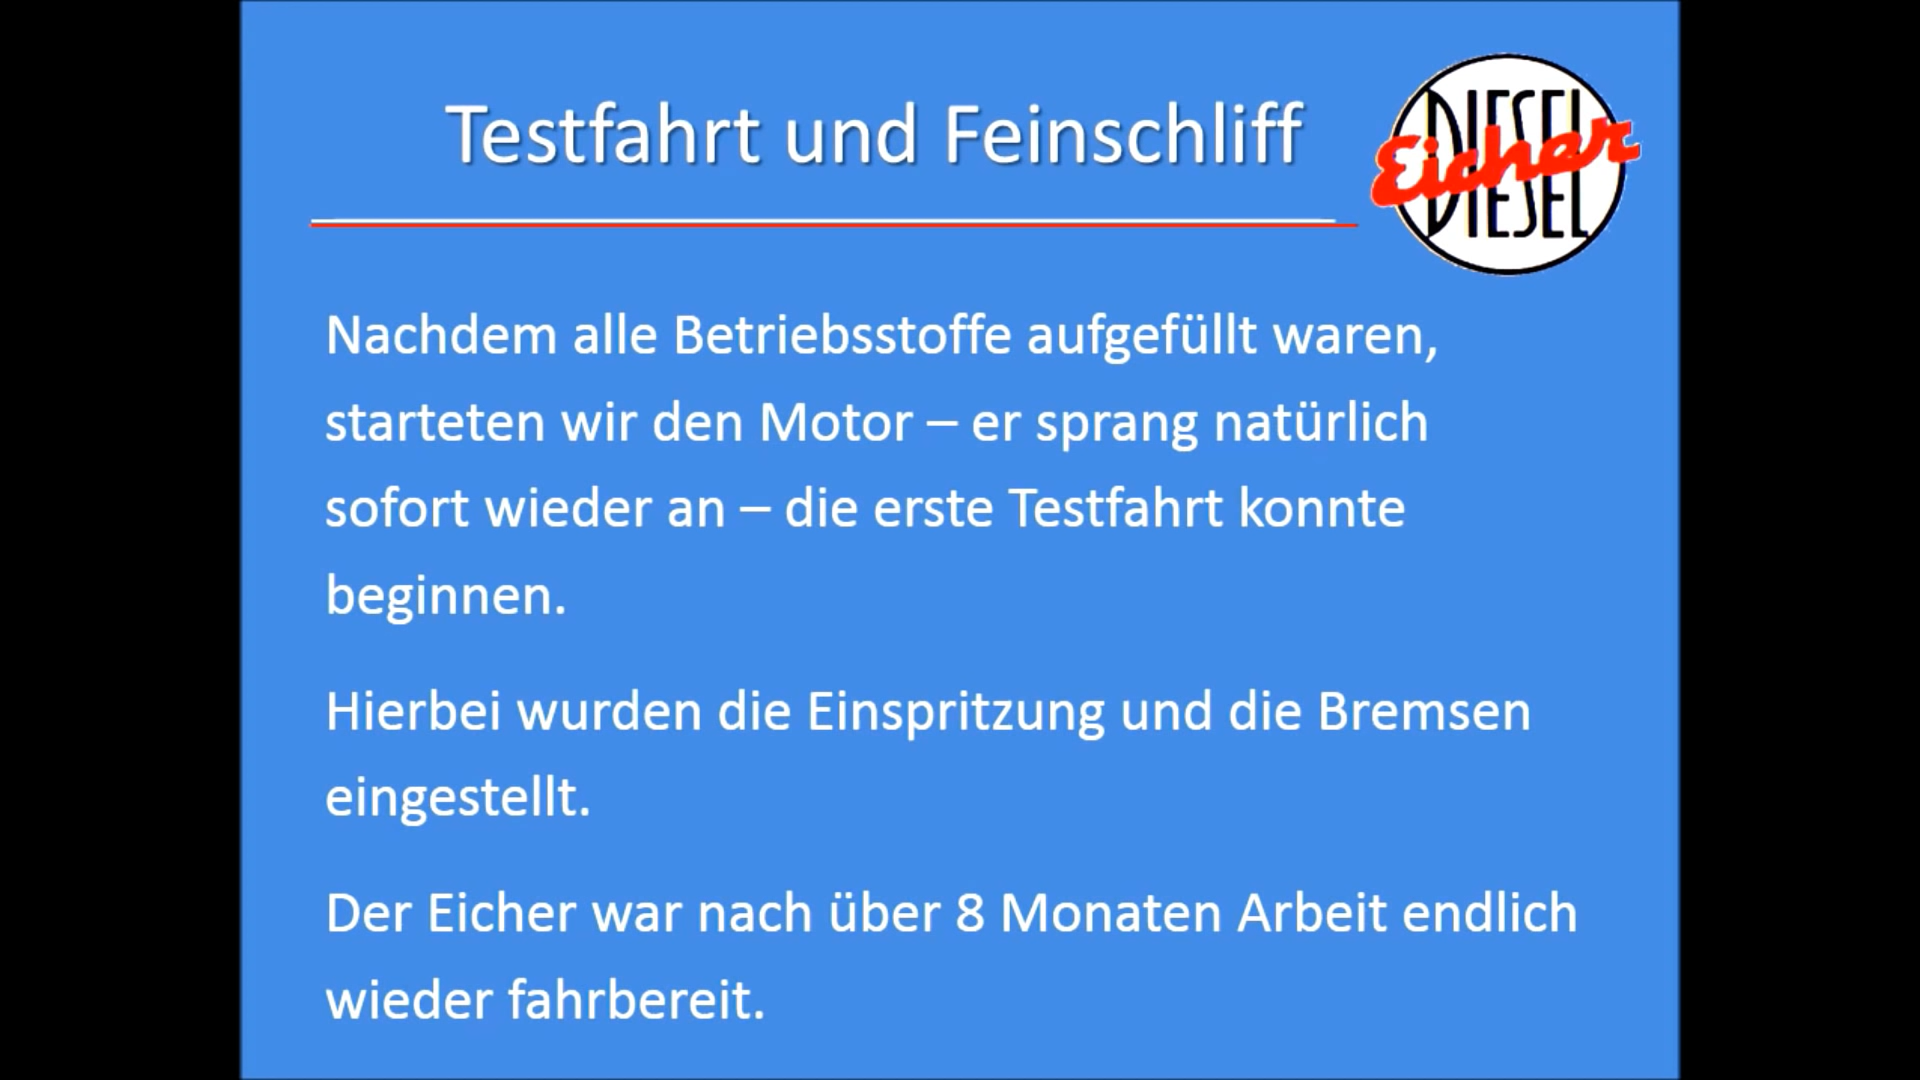 Testfahrt und Feinschliff
DIESEL
Eicher
DIESEL
Nachdem alle Betriebsstoffe aufgefüllt waren,
starteten wir den Motor – er sprang natürlich
sofort wieder an – die erste Testfahrt konnte
beginnen.
Hierbei wurden die Einspritzung und die Bremsen
eingestellt.
Der Eicher war nach über 8 Monaten Arbeit endlich
wieder fahrbereit.